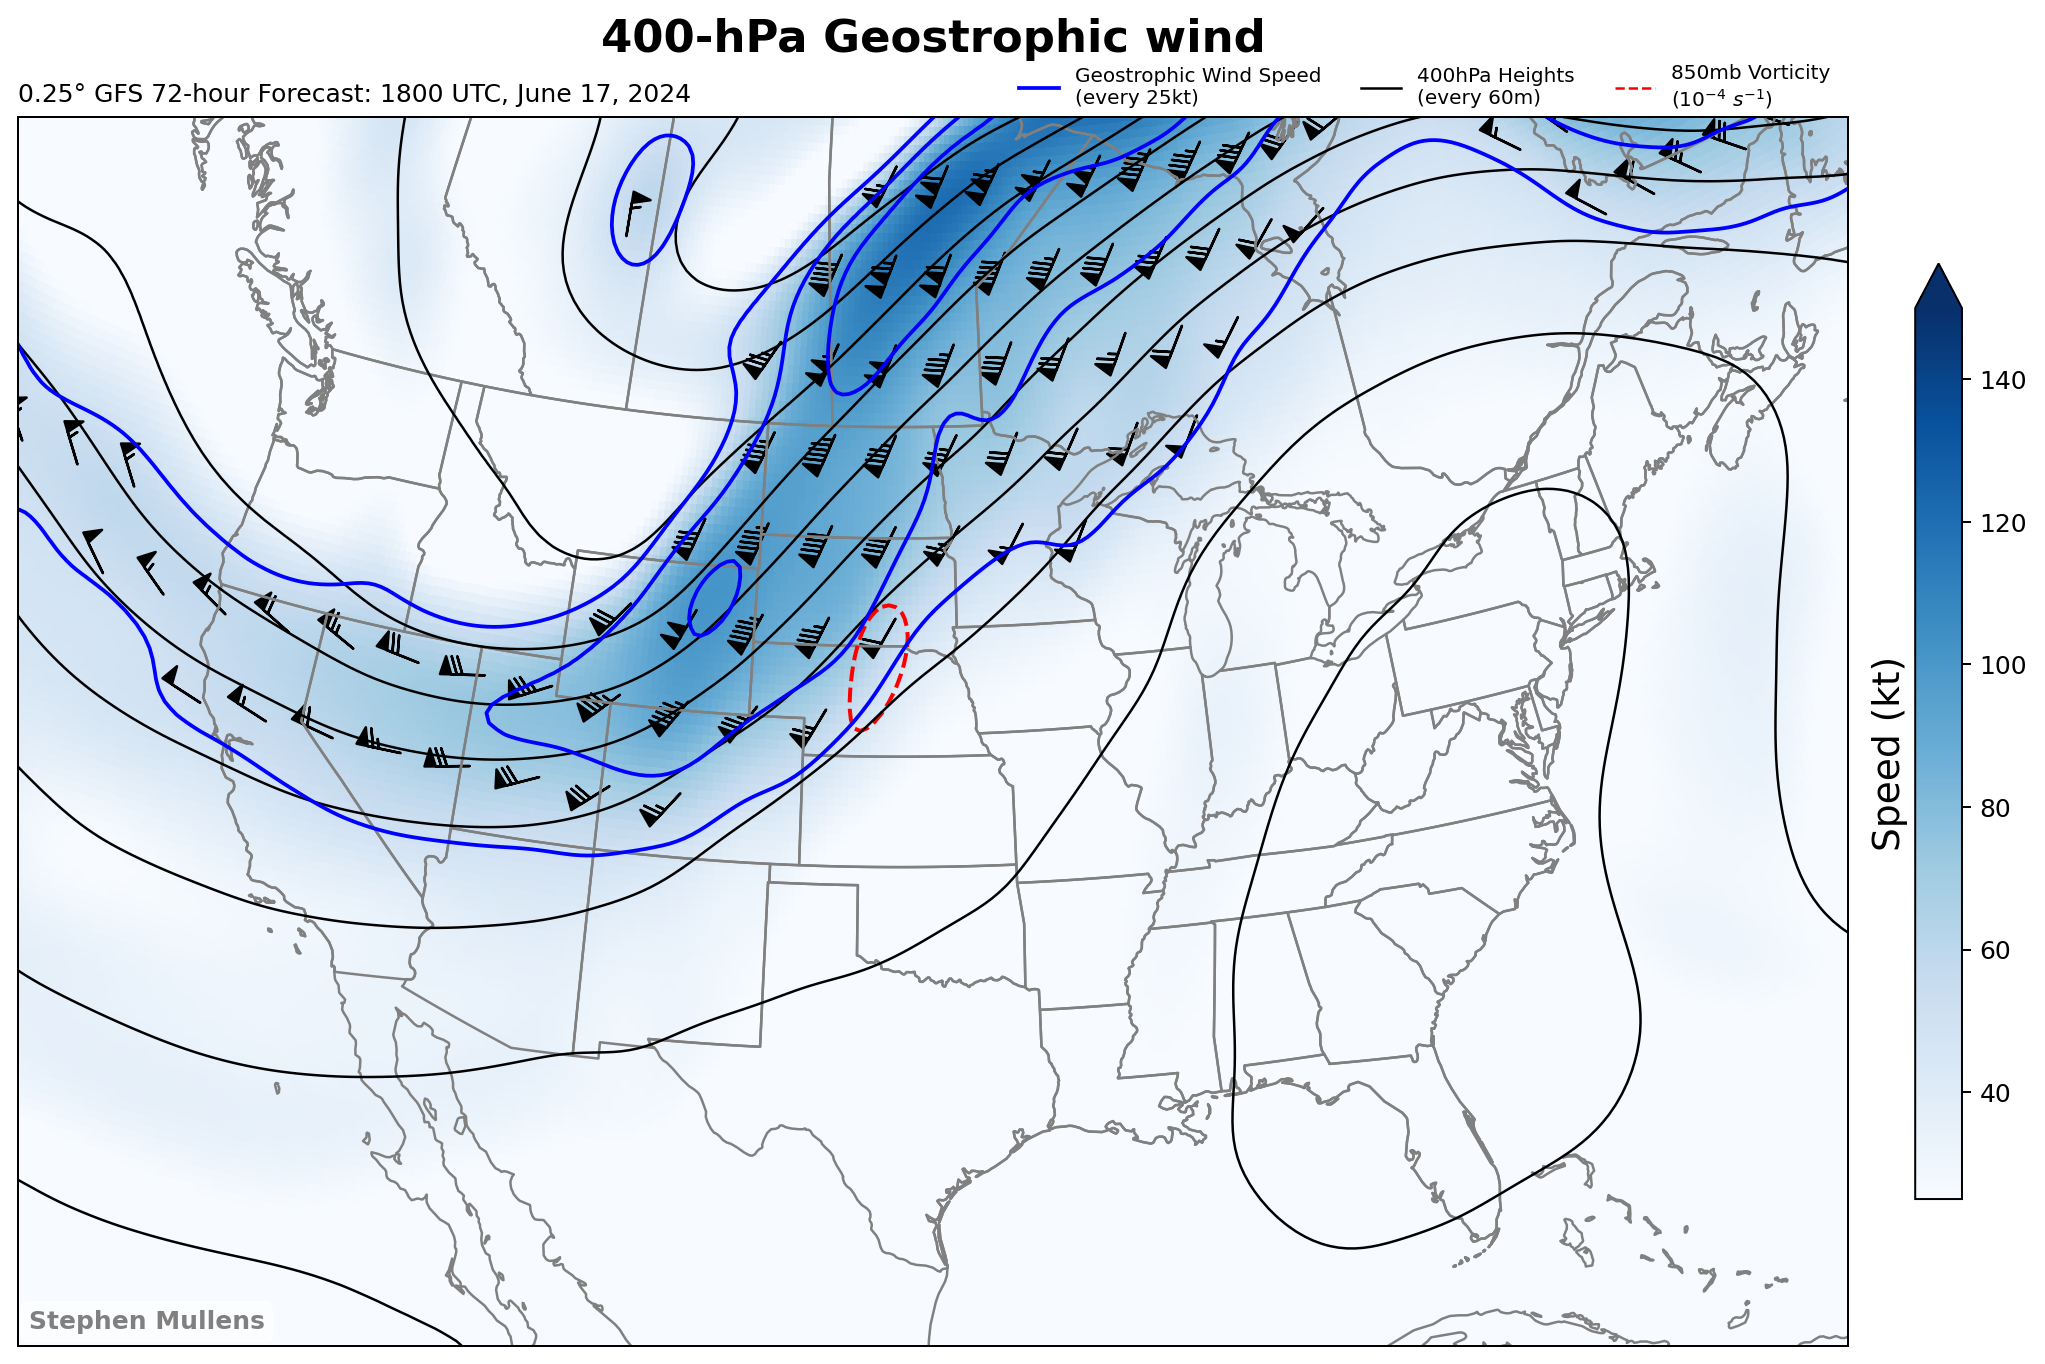 400-hPa Geostrophic wind
0.25° GFS 72-hour Forecast: 1800 UTC, June 17, 2024
Geostrophic Wind Speed
(every 25kt)
400hPa Heights
(every 60m)
850mb Vorticity
(10⁻⁴ s⁻¹)
140
120
100
80
60
40
Speed (kt)
Stephen Mullens